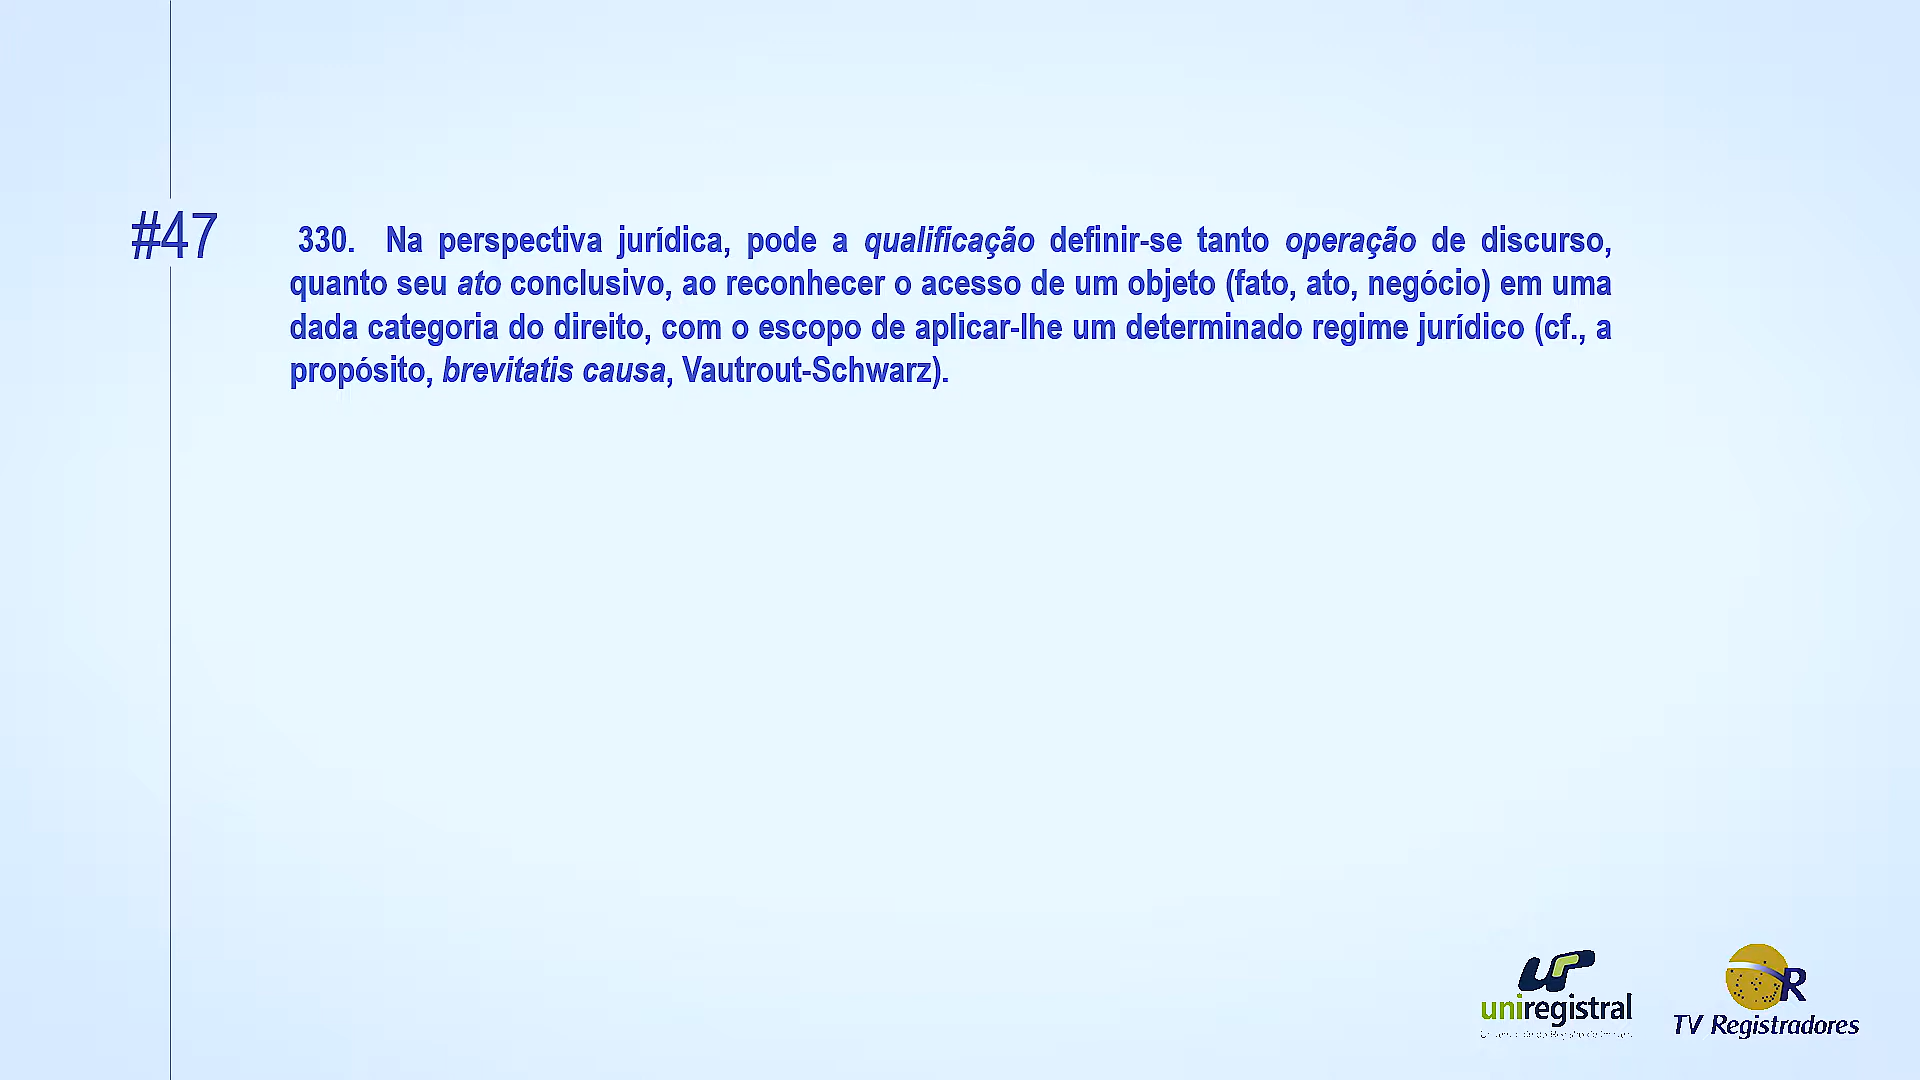 #47
330. Na perspectiva jurídica, pode a qualificação definir-se tanto operação de discurso,
quanto seu ato conclusivo, ao reconhecer o acesso de um objeto (fato, ato, negócio) em uma
dada categoria do direito, com o escopo de aplicar-lhe um determinado regime jurídico (cf., a
propósito, brevitatis causa, Vautrout-Schwarz).
uniregistral
TV Registradores